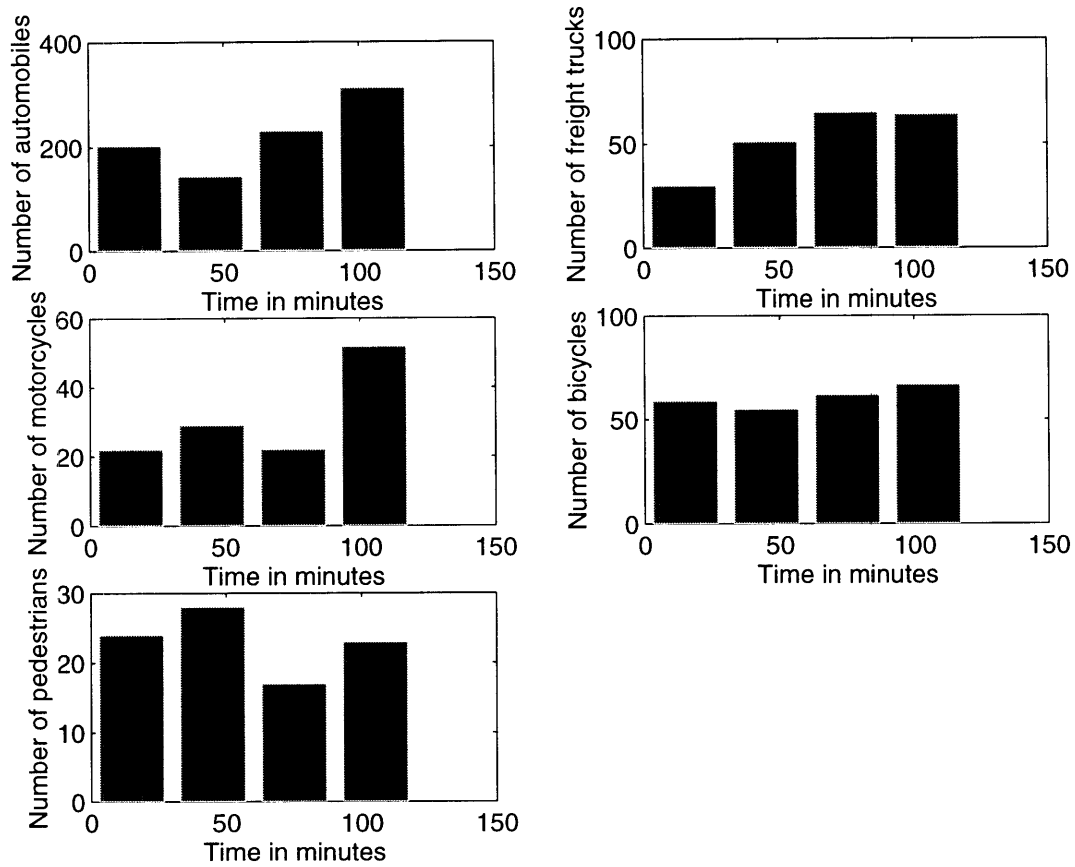 Number of automobiles
400
200
0
0 50 100 150
Time in minutes
Number of freight trucks
100
50
0
0 50 100 150
Time in minutes
Number of motorcycles
60
40
20
0
0 50 100 150
Time in minutes
Number of bicycles
100
50
0
0 50 100 150
Time in minutes
Number of pedestrians
30
20
10
0
0 50 100 150
Time in minutes